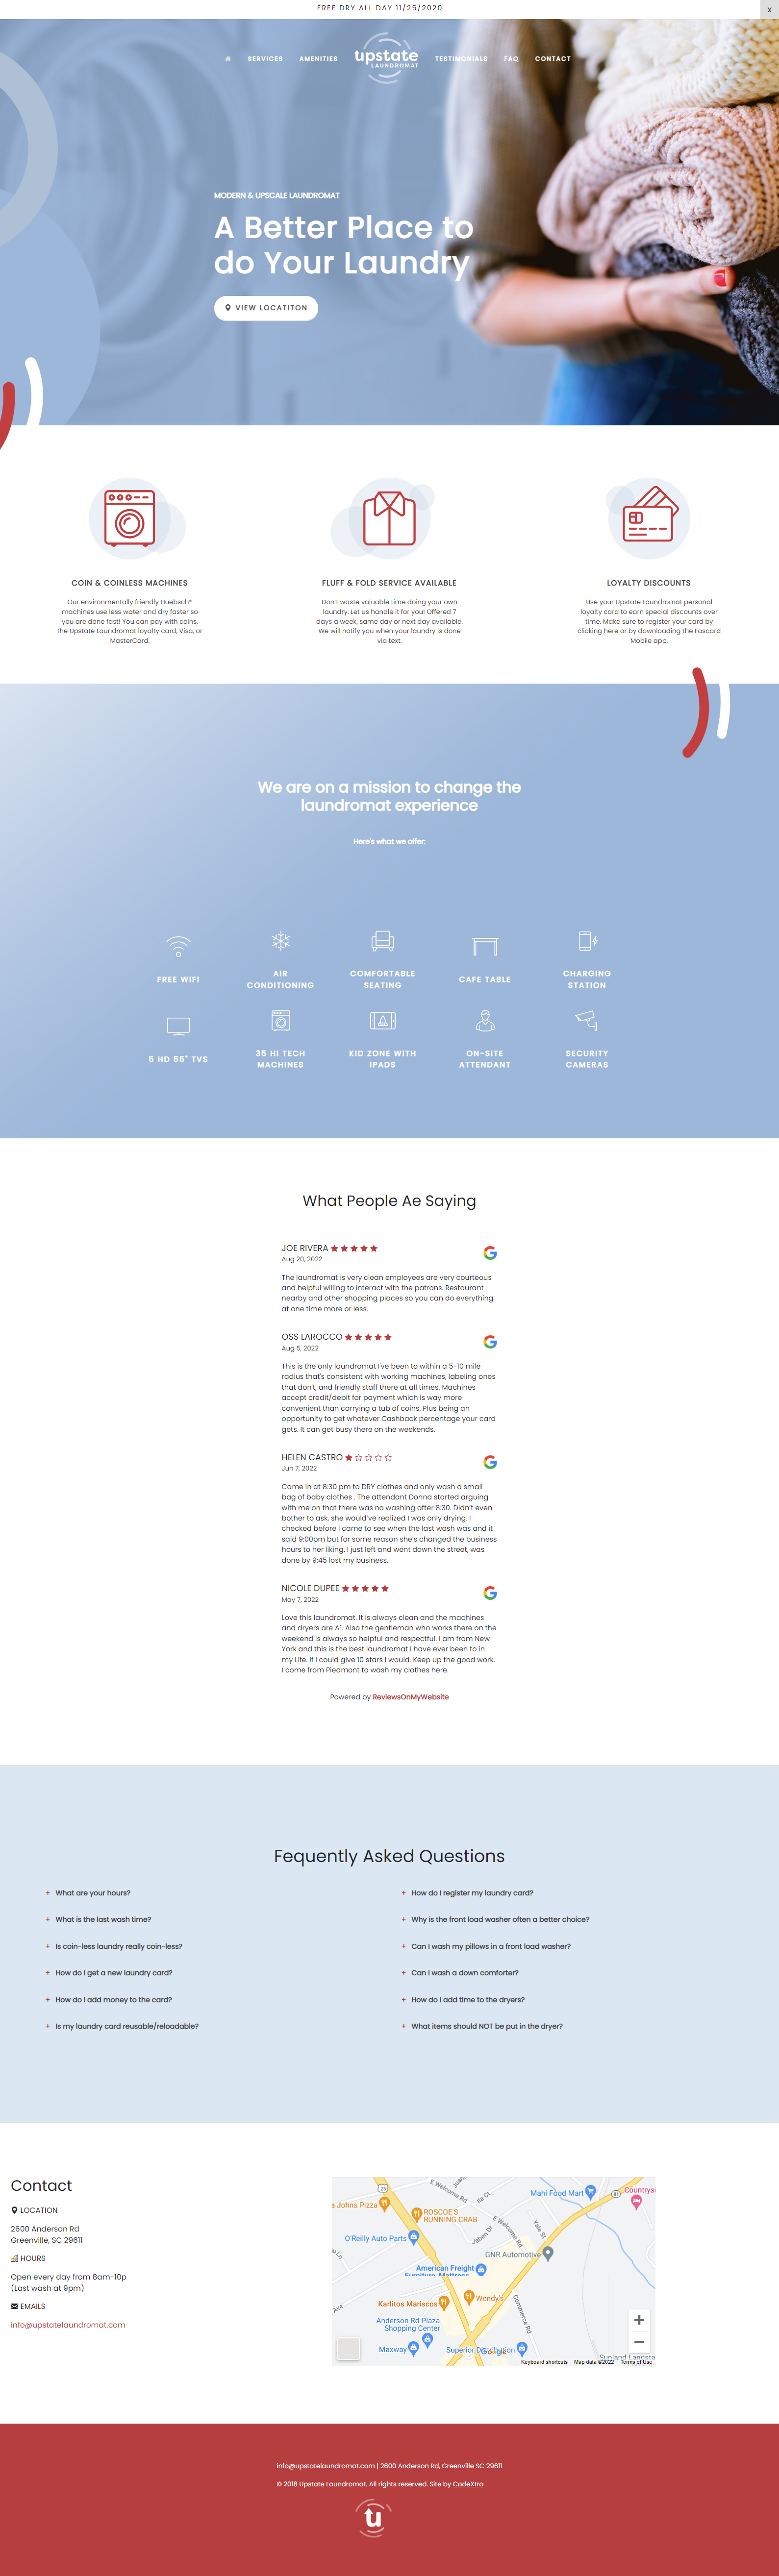 FREE DRY ALL DAY 11/25/2020
X
SERVICES
AMENITIES
upstate
LAUNDROMAT
TESTIMONIALS
FAQ
CONTACT
MODERN & UPSCALE LAUNDROMAT
A Better Place to
do Your Laundry
VIEW LOCATITON
COIN & COINLESS MACHINES
Our environmentally friendly Huebsch*
machines use less water and dry faster so
you are done fast! You can pay with coins,
the Upstate Laundromat loyalty card, Visa, or
MasterCard.
FLUFF & FOLD SERVICE AVAILABLE
Don't waste valuable time doing your own
laundry. Let us handle it for you! Offered 7
days a week, same day or next day available.
We will notify you when your laundry is done
via text.
LOYALTY DISCOUNTS
Use your Upstate Laundromat personal
loyalty card to earn special discounts over
time. Make sure to register your card by
clicking here or by downloading the Fascard
Mobile app.
We are on a mission to change the
laundromat experience
Here's what we offer:
FREE WIFI
AIR
CONDITIONING
COMFORTABLE
SEATING
CAFE TABLE
CHARGING
STATION
5 HD 55" TVS
35 HI TECH
MACHINES
KID ZONE WITH
IPADS
ON-SITE
ATTENDANT
SECURITY
CAMERAS
What People Ae Saying
JOE RIVERA
Aug 20, 2022
The laundromat is very clean employees are very courteous
and helpful willing to interact with the patrons. Restaurant
nearby and other shopping places so you can do everything
at one time more or less.
OSS LAROCCO
Aug 5, 2022
This is the only laundromat I've been to within a 5-10 mile
radius that's consistent with working machines, labeling ones
that don't, and friendly staff there at all times. Machines
accept credit/debit for payment which is way more
convenient than carrying a tub of coins. Plus being an
opportunity to get whatever Cashback percentage your card
gets. It can get busy there on the weekends.
HELEN CASTRO
Jun 7, 2022
Came in at 8:30 pm to DRY clothes and only wash a small
bag of baby clothes . The attendant Donna started arguing
with me on that there was no washing after 8:30. Didn't even
bother to ask, she would've realized I was only drying. I
checked before I came to see when the last wash was and it
said 9:00pm but for some reason she's changed the business
hours to her liking. I just left and went down the street, was
done by 9:45 lost my business.
NICOLE DUPEE
May 7, 2022
Love this laundromat. It is always clean and the machines
and dryers are A1. Also the gentleman who works there on the
weekend is always so helpful and respectful. I am from New
York and this is the best laundromat I have ever been to in
my Life. If I could give 10 stars I would. Keep up the good work.
I come from Piedmont to wash my clothes here.
Powered by ReviewsOnMyWebsite
Fequently Asked Questions
+ What are your hours?
+ What is the last wash time?
+ Is coin-less laundry really coin-less?
+ How do I get a new laundry card?
+ How do I add money to the card?
+ Is my laundry card reusable/reloadable?
+ How do I register my laundry card?
+ Why is the front load washer often a better choice?
+ Can I wash my pillows in a front load washer?
+ Can I wash a down comforter?
+ How do I add time to the dryers?
+ What items should NOT be put in the dryer?
Contact
LOCATION
2600 Anderson Rd
Greenville, SC 29611
HOURS
Open every day from 8am-10p
(Last wash at 9pm)
EMAILS
info@upstatelaundromat.com
E Welcome Rd
Ila Ct
Mahi Food Mart
Countrysi
25
81
a Johns Pizza
ROSCOE'S
RUNNING CRAB
O'Reilly Auto Parts
Jaben Dr
E Welcome Rd
Yale St
GNR Automotive
American Freight
Furniture, Mattress,
Ave
Karlitos Mariscos
Wendy's
Commerce Rd
Anderson Rd Plaza
Shopping Center
Maxway
Superior Distribution
Google
Keyboard shortcuts
Map data ©2022
Terms of Use
info@upstatelaundromat.com | 2600 Anderson Rd, Greenville SC 29611
© 2018 Upstate Laundromat. All rights reserved. Site by CodeXtra
u